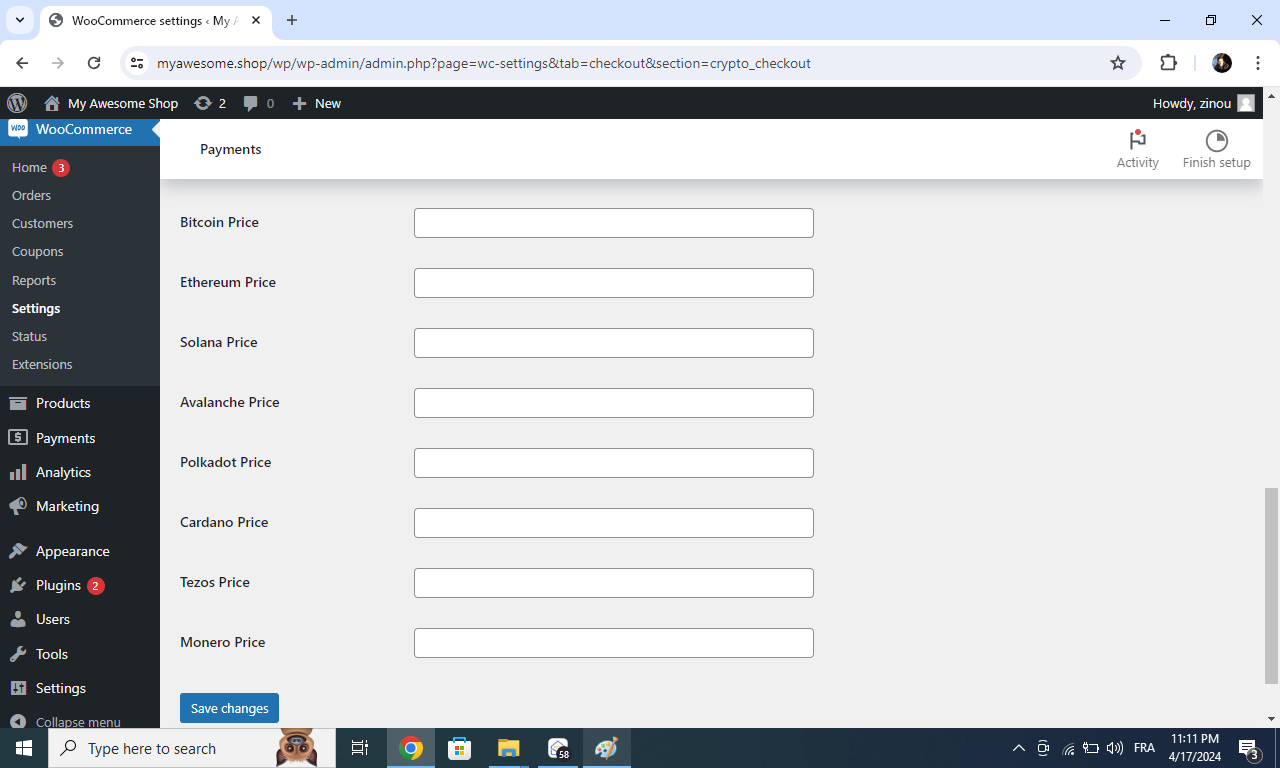 WooCommerce settings ‹ My A
myawesome.shop/wp/wp-admin/admin.php?page=wc-settings&tab=checkout&section=crypto_checkout
My Awesome Shop 2 0 New Howdy, zinou
WooCommerce
Home 3
Orders
Customers
Coupons
Reports
Settings
Status
Extensions
Products
Payments
Analytics
Marketing
Appearance
Plugins 2
Users
Tools
Settings
Collapse menu
Payments
Activity
Finish setup
Bitcoin Price
Ethereum Price
Solana Price
Avalanche Price
Polkadot Price
Cardano Price
Tezos Price
Monero Price
Save changes
Type here to search
58
FRA
11:11 PM
4/17/2024
3